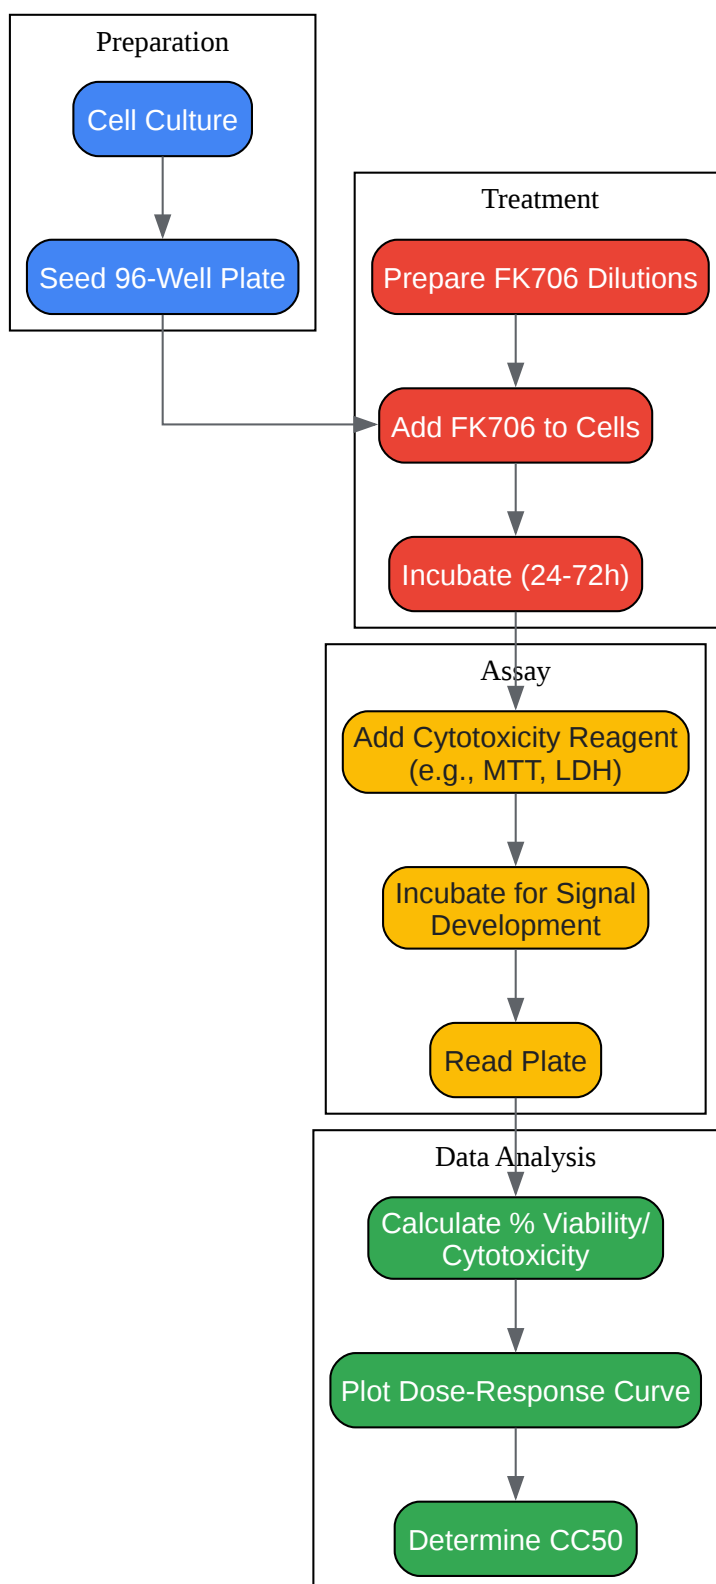 Preparation
Cell Culture
Seed 96-Well Plate
Treatment
Prepare FK706 Dilutions
Add FK706 to Cells
Incubate (24-72h)
Assay
Add Cytotoxicity Reagent
(e.g., MTT, LDH)
Incubate for Signal
Development
Read Plate
Data Analysis
Calculate % Viability/
Cytotoxicity
Plot Dose-Response Curve
Determine CC50